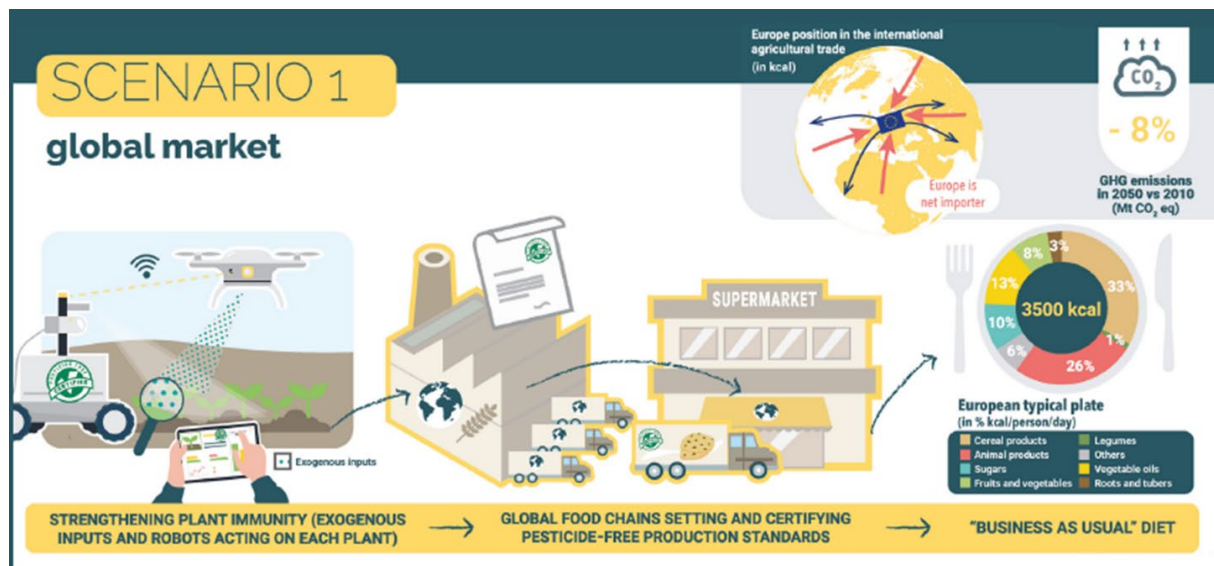 SCENARIO 1
global market
Europe position in the international
agricultural trade
(in kcal)
Europe is
net importer
CO2
- 8%
GHG emissions
in 2050 vs 2010
(Mt CO2 eq)
CERTIFIED
Exogenous inputs
SUPERMARKET
3%
8%
33%
13%
3500 kcal
10%
1%
6%
26%
European typical plate
(in % kcal/person/day)
Cereal products
Legumes
Animal products
Others
Sugars
Vegetable oils
Fruits and vegetables
Roots and tubers
STRENGTHENING PLANT IMMUNITY (EXOGENOUS
INPUTS AND ROBOTS ACTING ON EACH PLANT)
GLOBAL FOOD CHAINS SETTING AND CERTIFYING
PESTICIDE-FREE PRODUCTION STANDARDS
“BUSINESS AS USUAL” DIET